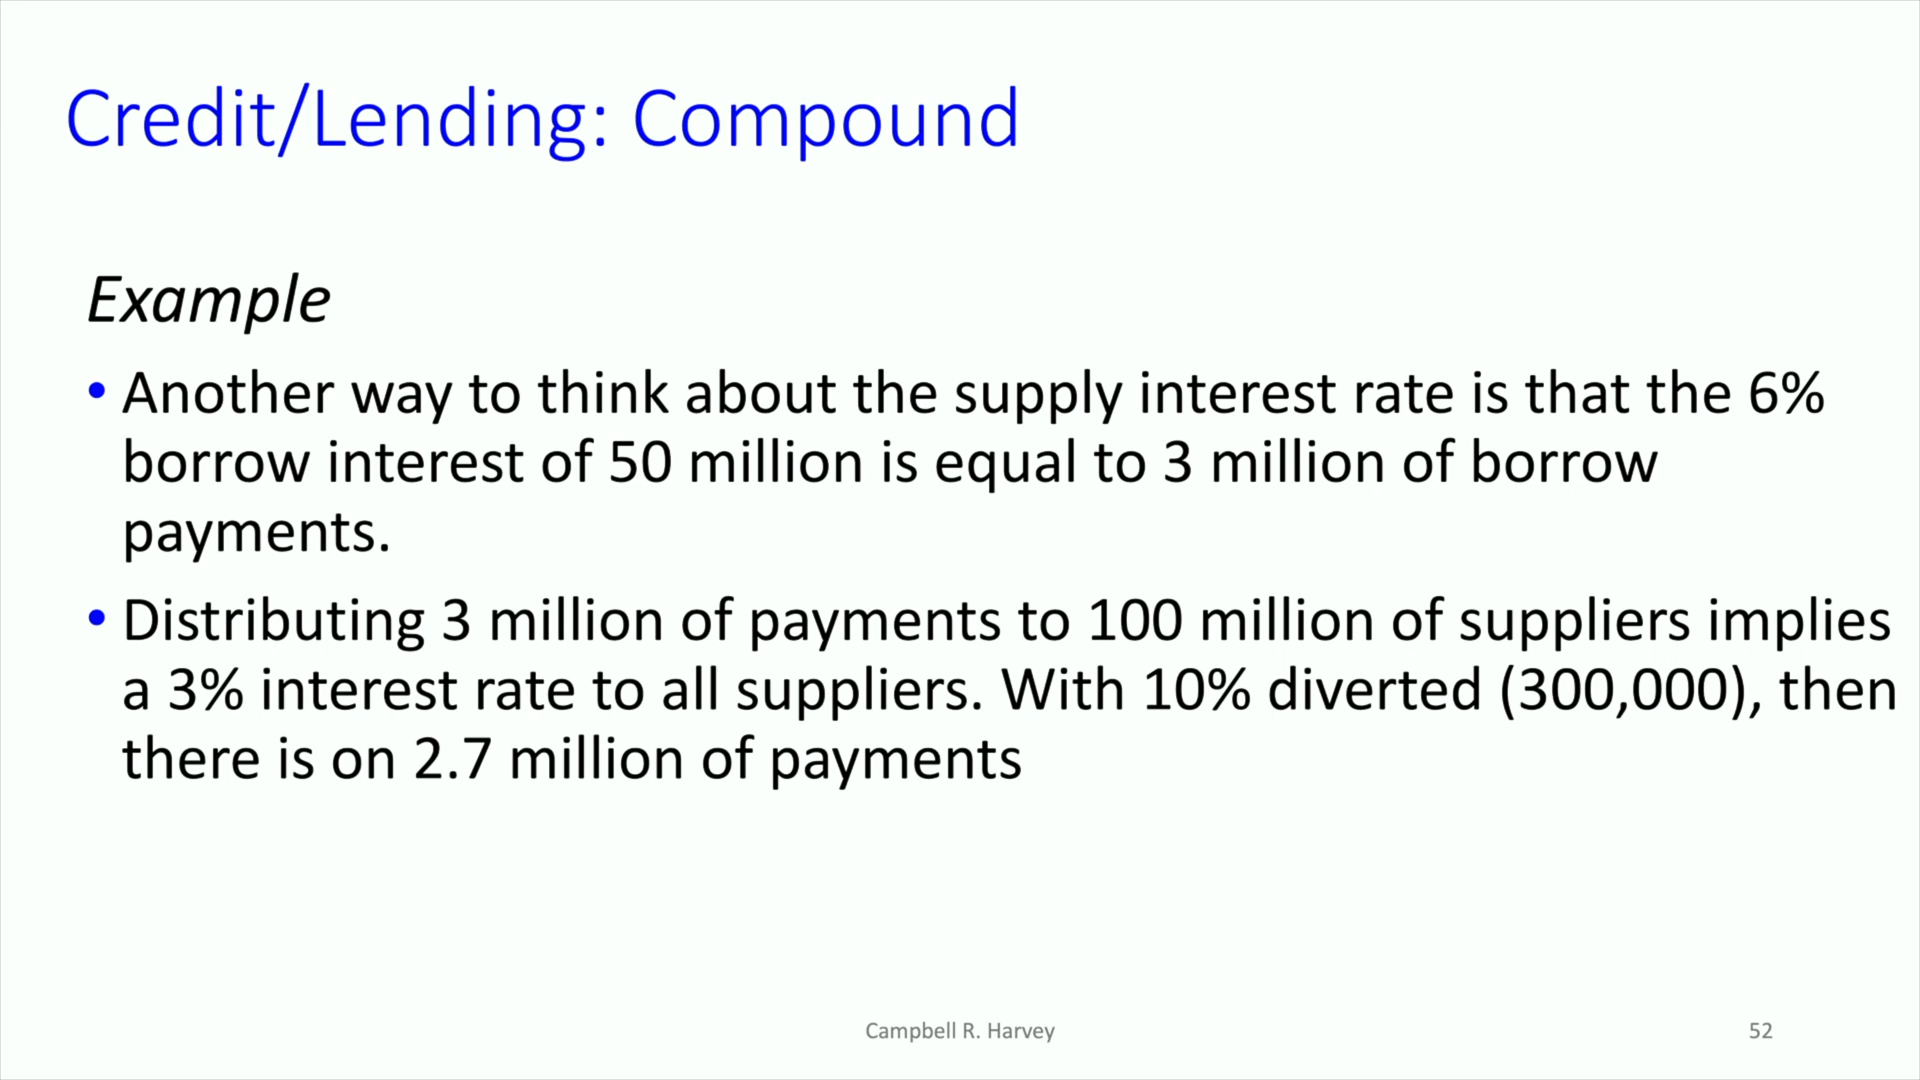 Credit/Lending: Compound
Example
• Another way to think about the supply interest rate is that the 6%
borrow interest of 50 million is equal to 3 million of borrow
payments.
• Distributing 3 million of payments to 100 million of suppliers implies
a 3% interest rate to all suppliers. With 10% diverted (300,000), then
there is on 2.7 million of payments
Campbell R. Harvey
52